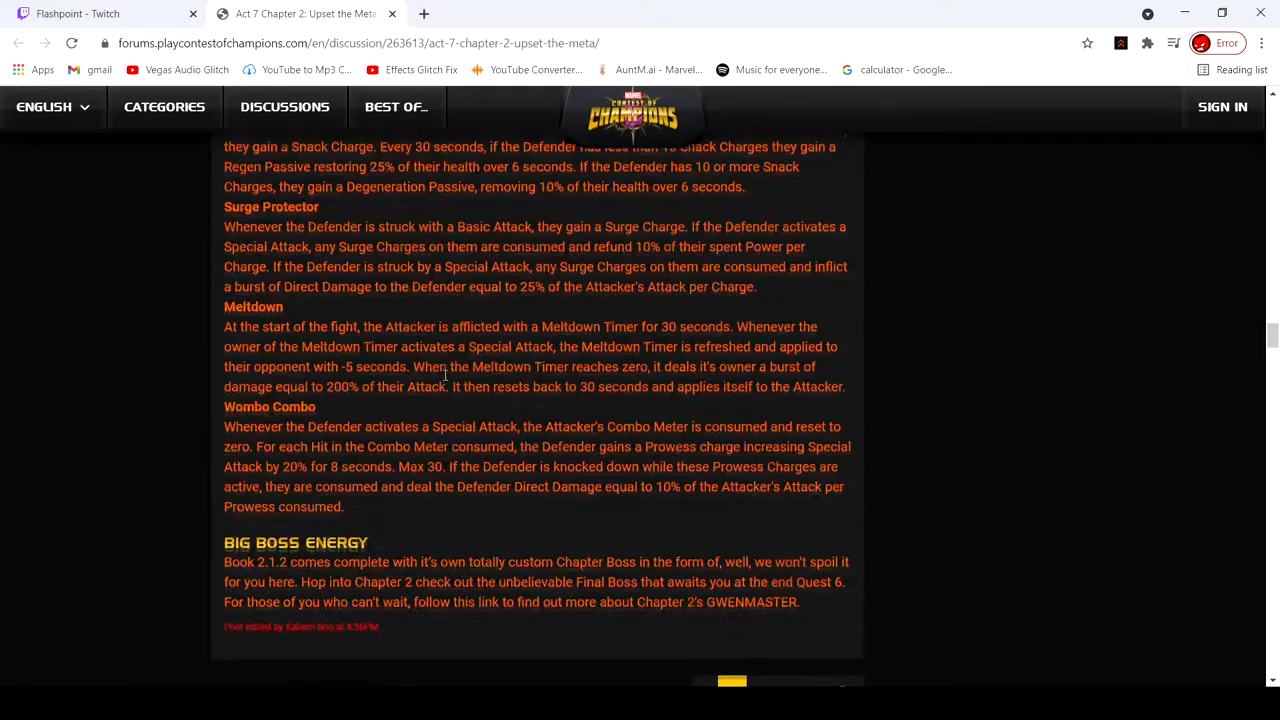 Flashpoint - Twitch
Act 7 Chapter 2: Upset the Meta
forums.playcontestofchampions.com/en/discussion/263613/act-7-chapter-2-upset-the-meta/
Error
Apps
gmail
Vegas Audio Glitch
YouTube to Mp3 C...
Effects Glitch Fix
YouTube Converter...
AuntM.ai - Marvel...
Music for everyone...
calculator - Google...
Reading list
ENGLISH
CATEGORIES
DISCUSSIONS
BEST OF...
MARVEL
CONTEST OF
CHAMPIONS
SIGN IN
they gain a Snack Charge. Every 30 seconds, if the Defender has less than 10 Snack Charges they gain a
Regen Passive restoring 25% of their health over 6 seconds. If the Defender has 10 or more Snack
Charges, they gain a Degeneration Passive, removing 10% of their health over 6 seconds.
Surge Protector
Whenever the Defender is struck with a Basic Attack, they gain a Surge Charge. If the Defender activates a
Special Attack, any Surge Charges on them are consumed and refund 10% of their spent Power per
Charge. If the Defender is struck by a Special Attack, any Surge Charges on them are consumed and inflict
a burst of Direct Damage to the Defender equal to 25% of the Attacker's Attack per Charge.
Meltdown
At the start of the fight, the Attacker is afflicted with a Meltdown Timer for 30 seconds. Whenever the
owner of the Meltdown Timer activates a Special Attack, the Meltdown Timer is refreshed and applied to
their opponent with -5 seconds. When the Meltdown Timer reaches zero, it deals it's owner a burst of
damage equal to 200% of their Attack. It then resets back to 30 seconds and applies itself to the Attacker.
Wombo Combo
Whenever the Defender activates a Special Attack, the Attacker's Combo Meter is consumed and reset to
zero. For each Hit in the Combo Meter consumed, the Defender gains a Prowess charge increasing Special
Attack by 20% for 8 seconds. Max 30. If the Defender is knocked down while these Prowess Charges are
active, they are consumed and deal the Defender Direct Damage equal to 10% of the Attacker's Attack per
Prowess consumed.
BIG BOSS ENERGY
Book 2.1.2 comes complete with it's own totally custom Chapter Boss in the form of, well, we won't spoil it
for you here. Hop into Chapter 2 check out the unbelievable Final Boss that awaits you at the end Quest 6.
For those of you who can't wait, follow this link to find out more about Chapter 2's GWENMASTER.
Post edited by Kabam Boo at 4:56PM